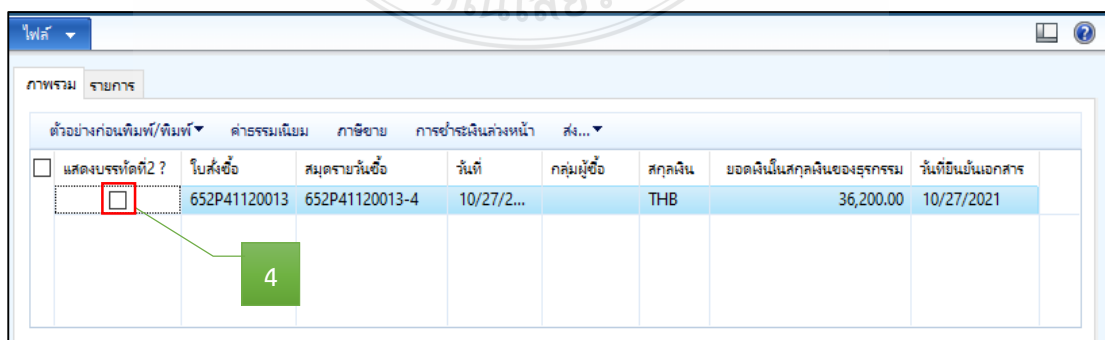 ไฟล์
ภาพรวม รายการ
ตัวอย่างก่อนพิมพ์/พิมพ์ ค่าธรรมเนียม ภาษีขาย การชำระเงินล่วงหน้า ส่ง...
แสดงบรรทัดที่2 ? ใบสั่งซื้อ สมุดรายวันซื้อ วันที่ กลุ่มผู้ซื้อ สกุลเงิน ยอดเงินในสกุลเงินของธุรกรรม วันที่ยืนยันเอกสาร
652P41120013 652P41120013-4 10/27/2... THB 36,200.00 10/27/2021
4